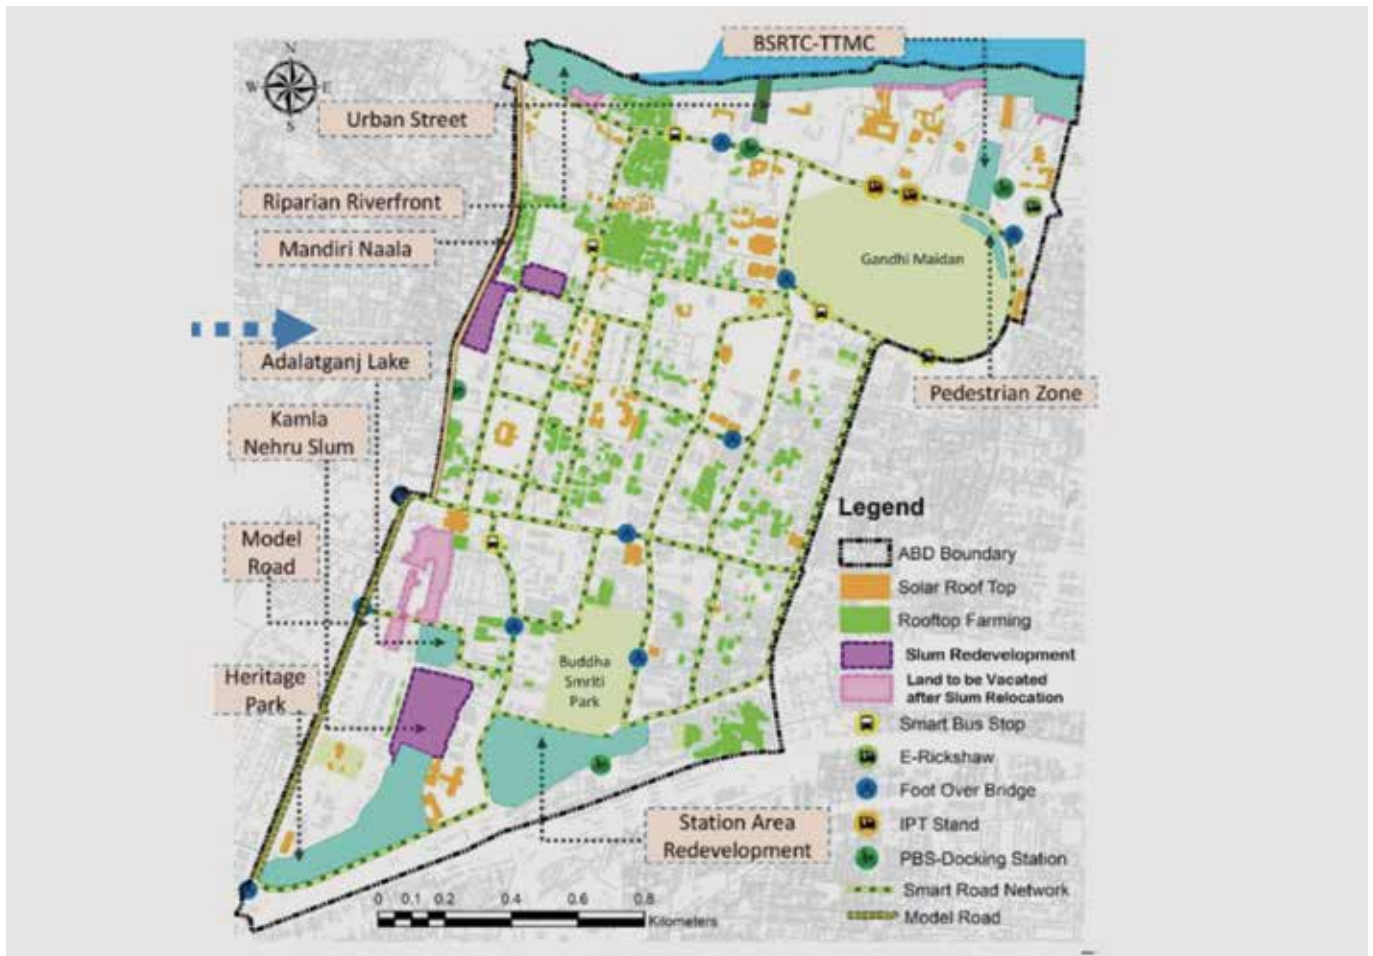 BSRTC-TTMC
N
W
E
S
Urban Street
Riparian Riverfront
Mandiri Naala
Gandhi Maidan
Adalatganj Lake
Pedestrian Zone
Kamla
Nehru Slum
Model
Road
Heritage
Park
Buddha
Smriti
Park
Station Area
Redevelopment
Legend
ABD Boundary
Solar Roof Top
Rooftop Farming
Slum Redevelopment
Land to be Vacated
after Slum Relocation
Smart Bus Stop
E-Rickshaw
Foot Over Bridge
IPT Stand
PBS-Docking Station
Smart Road Network
Model Road
0 0.1 0.2 0.4 0.6 0.8
Kilometers